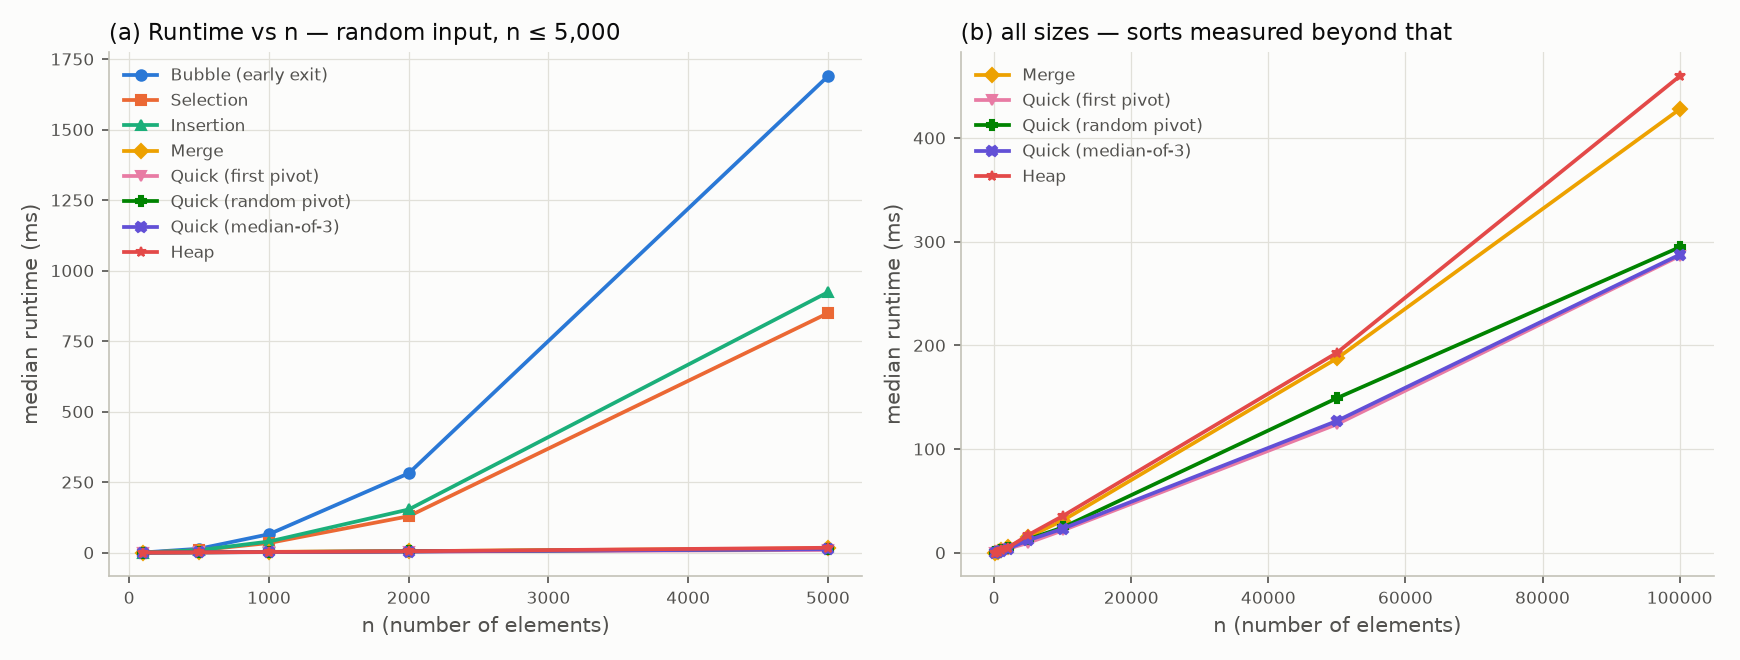 (a) Runtime vs n — random input, n ≤ 5,000
median runtime (ms)
1750
1500
1250
1000
750
500
250
0
Bubble (early exit)
Selection
Insertion
Merge
Quick (first pivot)
Quick (random pivot)
Quick (median-of-3)
Heap
0 1000 2000 3000 4000 5000
n (number of elements)
(b) all sizes — sorts measured beyond that
median runtime (ms)
400
300
200
100
0
Merge
Quick (first pivot)
Quick (random pivot)
Quick (median-of-3)
Heap
0 20000 40000 60000 80000 100000
n (number of elements)